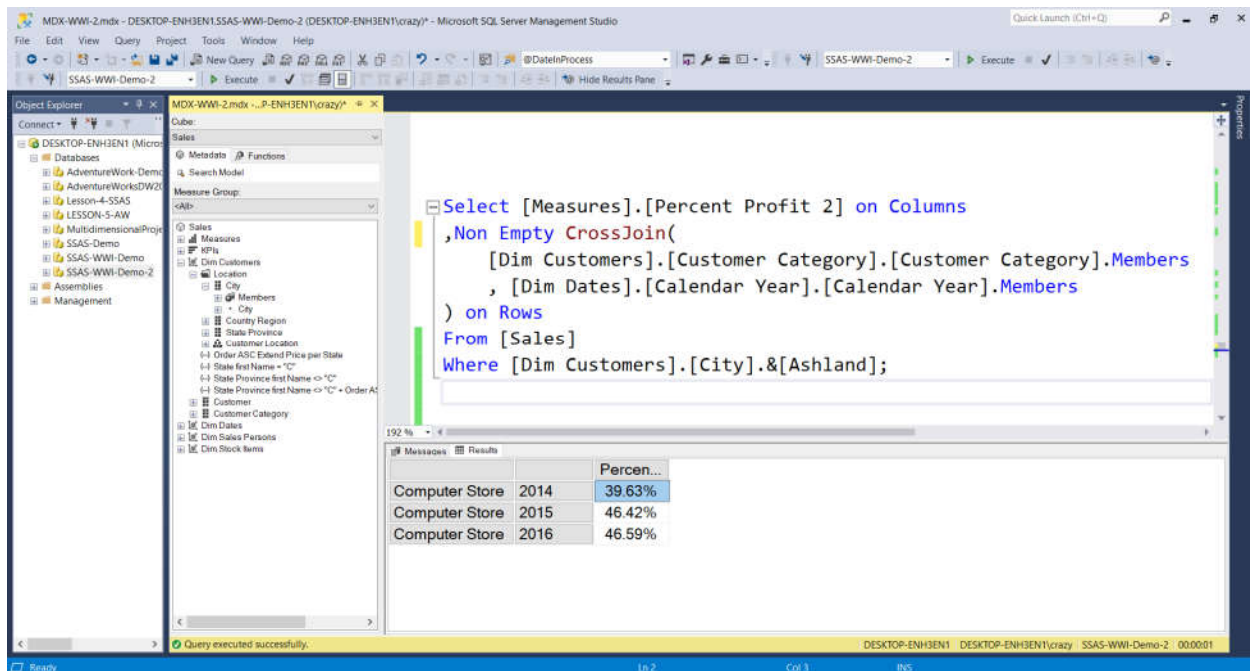 MDX-WWI-2.mdx - DESKTOP-ENH3EN1.SSAS-WWI-Demo-2 (DESKTOP-ENH3EN1\crazy)* - Microsoft SQL Server Management Studio
Quick Launch (Ctrl+Q)
File Edit View Query Project Tools Window Help
New Query
@DateInProcess
SSAS-WWI-Demo-2
Execute
SSAS-WWI-Demo-2
Execute
Hide Results Pane
Object Explorer
Connect
DESKTOP-ENH3EN1 (Micros
Databases
AdventureWork-Demo
AdventureWorksDW20
Lesson-4-SSAS
LESSON-5-AW
MultidimensionalProje
SSAS-Demo
SSAS-WWI-Demo
SSAS-WWI-Demo-2
Assemblies
Management
MDX-WWI-2.mdx -...P-ENH3EN1\crazy)*
Cube:
Sales
Metadata
Functions
Search Model
Measure Group:
<All>
Sales
Measures
KPIs
Dim Customers
Location
City
Members
City
Country Region
State Province
Customer Location
Order ASC Extend Price per State
State first Name = "C"
State Province first Name <> "C"
State Province first Name <> "C" + Order AS
Customer
Customer Category
Dim Dates
Dim Sales Persons
Dim Stock Items
Properties
Select [Measures].[Percent Profit 2] on Columns
,Non Empty CrossJoin(
[Dim Customers].[Customer Category].[Customer Category].Members
, [Dim Dates].[Calendar Year].[Calendar Year].Members
) on Rows
From [Sales]
Where [Dim Customers].[City].&[Ashland];
192 %
Messages
Results
Percen...
Computer Store 2014 39.63%
Computer Store 2015 46.42%
Computer Store 2016 46.59%
Query executed successfully.
DESKTOP-ENH3EN1 DESKTOP-ENH3EN1\crazy SSAS-WWI-Demo-2 00:00:01
Ready
Ln 2
Col 3
INS